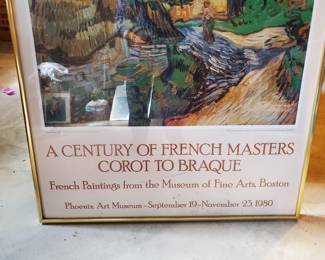 A CENTURY OF FRENCH MASTERS
COROT TO BRAQUE
French Paintings from the Museum of Fine Arts, Boston
Phoenix Art Museum - September 19 - November 23, 1980